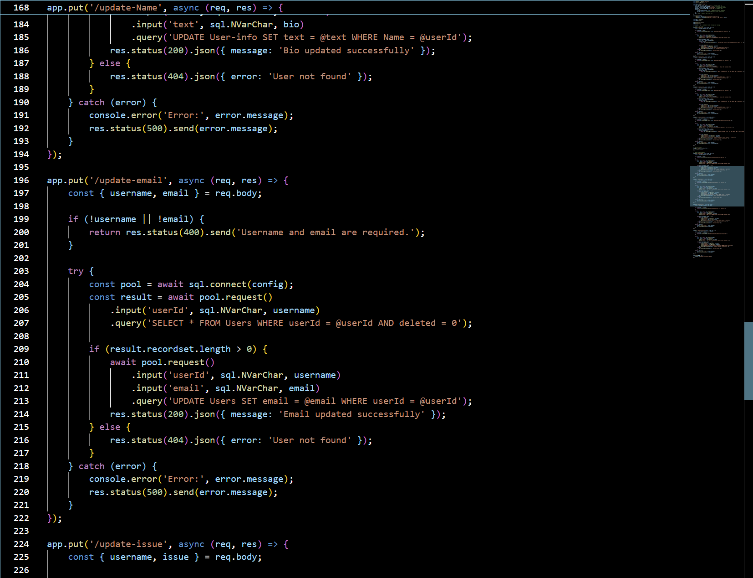 168 app.put('/update-Name', async (req, res) => {
184 .input('text', sql.NVarChar, bio)
185 .query('UPDATE User-info SET text = @text WHERE Name = @userId');
186 res.status(200).json({ message: 'Bio updated successfully' });
187 } else {
188 res.status(404).json({ error: 'User not found' });
189 }
190 } catch (error) {
191 console.error('Error:', error.message);
192 res.status(500).send(error.message);
193 }
194 });
195
196 app.put('/update-email', async (req, res) => {
197 const { username, email } = req.body;
198
199 if (!username || !email) {
200 return res.status(400).send('Username and email are required.');
201 }
202
203 try {
204 const pool = await sql.connect(config);
205 const result = await pool.request()
206 .input('userId', sql.NVarChar, username)
207 .query('SELECT * FROM Users WHERE userId = @userId AND deleted = 0');
208
209 if (result.recordset.length > 0) {
210 await pool.request()
211 .input('userId', sql.NVarChar, username)
212 .input('email', sql.NVarChar, email)
213 .query('UPDATE Users SET email = @email WHERE userId = @userId');
214 res.status(200).json({ message: 'Email updated successfully' });
215 } else {
216 res.status(404).json({ error: 'User not found' });
217 }
218 } catch (error) {
219 console.error('Error:', error.message);
220 res.status(500).send(error.message);
221 }
222 });
223
224 app.put('/update-issue', async (req, res) => {
225 const { username, issue } = req.body;
226